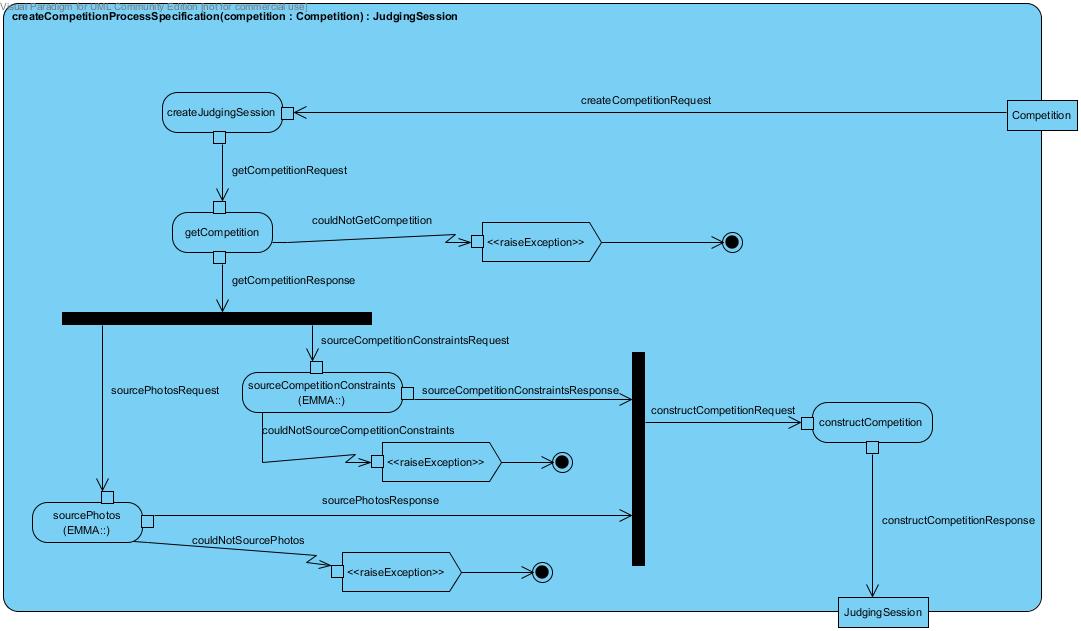 Visual Paradigm for UML Community Edition [not for commercial use]
createCompetitionProcessSpecification(competition : Competition) : JudgingSession
createCompetitionRequest
createJudgingSession
Competition
getCompetitionRequest
couldNotGetCompetition
getCompetition
<<raiseException>>
getCompetitionResponse
sourceCompetitionConstraintsRequest
sourcePhotosRequest
sourceCompetitionConstraints
(EMMA::)
sourceCompetitionConstraintsResponse
constructCompetitionRequest
constructCompetition
couldNotSourceCompetitionConstraints
<<raiseException>>
sourcePhotosResponse
sourcePhotos
(EMMA::)
constructCompetitionResponse
couldNotSourcePhotos
<<raiseException>>
JudgingSession